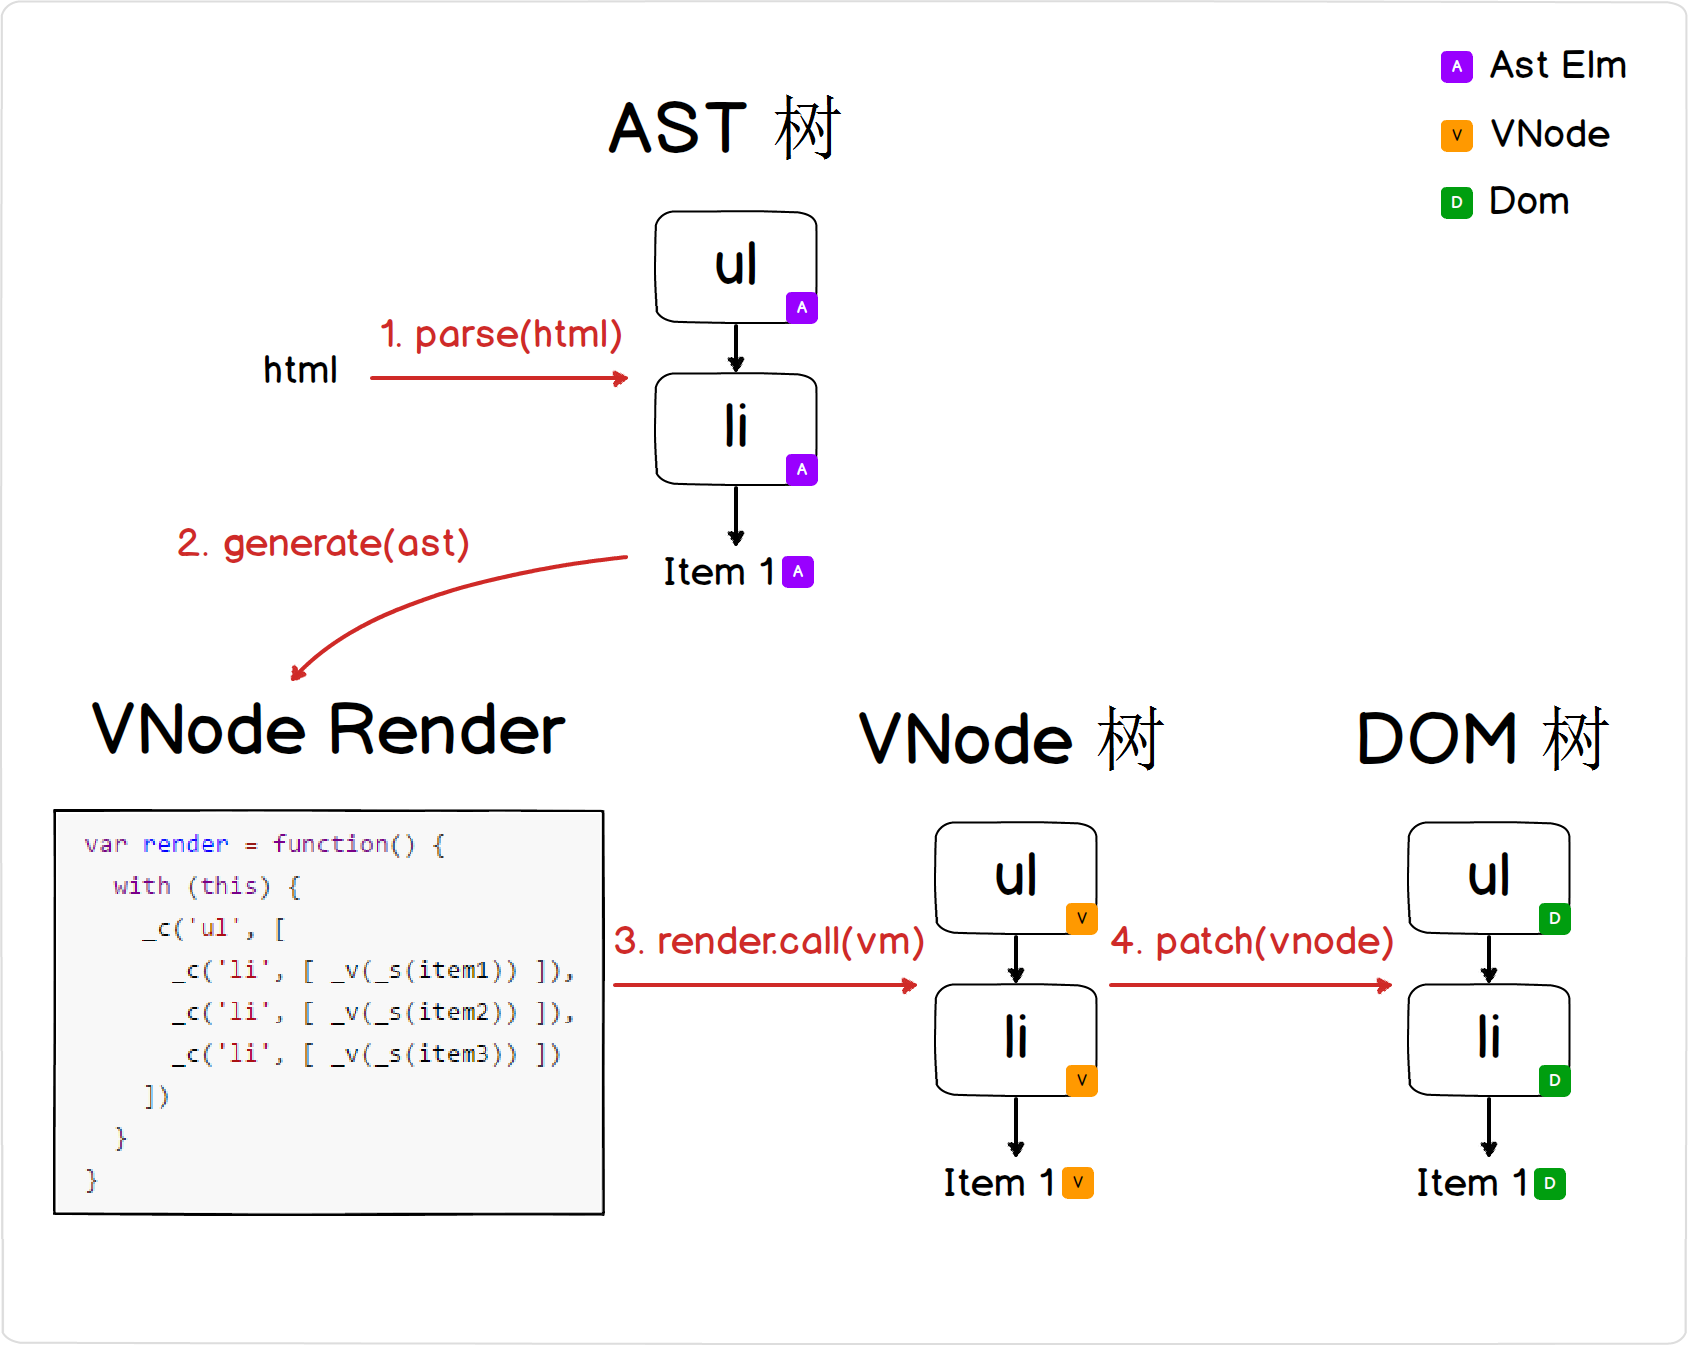 A Ast Elm
V VNode
D Dom
AST 树
ul
A
1. parse(html)
html
li
A
2. generate(ast)
Item 1 A
VNode Render
var render = function() {
  with (this) {
    _c('ul', [
      _c('li', [ _v(_s(item1)) ]),
      _c('li', [ _v(_s(item2)) ]),
      _c('li', [ _v(_s(item3)) ])
    ])
  }
}
3. render.call(vm)
VNode 树
ul
V
li
V
Item 1 V
4. patch(vnode)
DOM 树
ul
D
li
D
Item 1 D